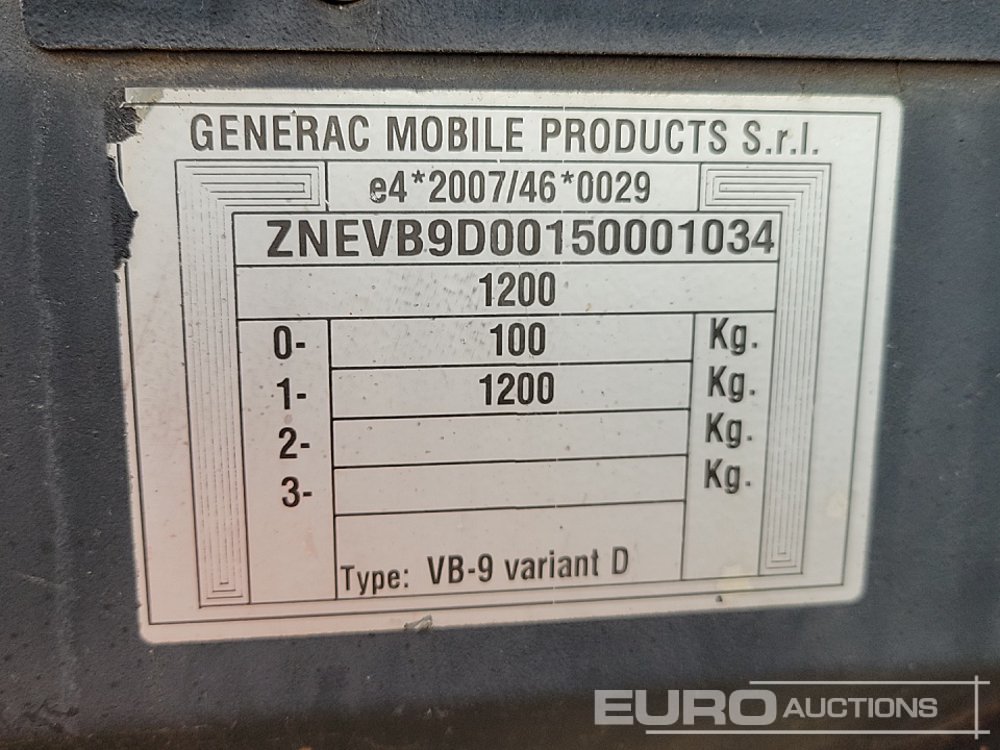 GENERAC MOBILE PRODUCTS S.r.l.
e4*2007/46*0029
ZNEVB9D00150001034
1200
0- 100 Kg.
1- 1200 Kg.
2- Kg.
3- Kg.
Type: VB-9 variant D
EURO AUCTIONS